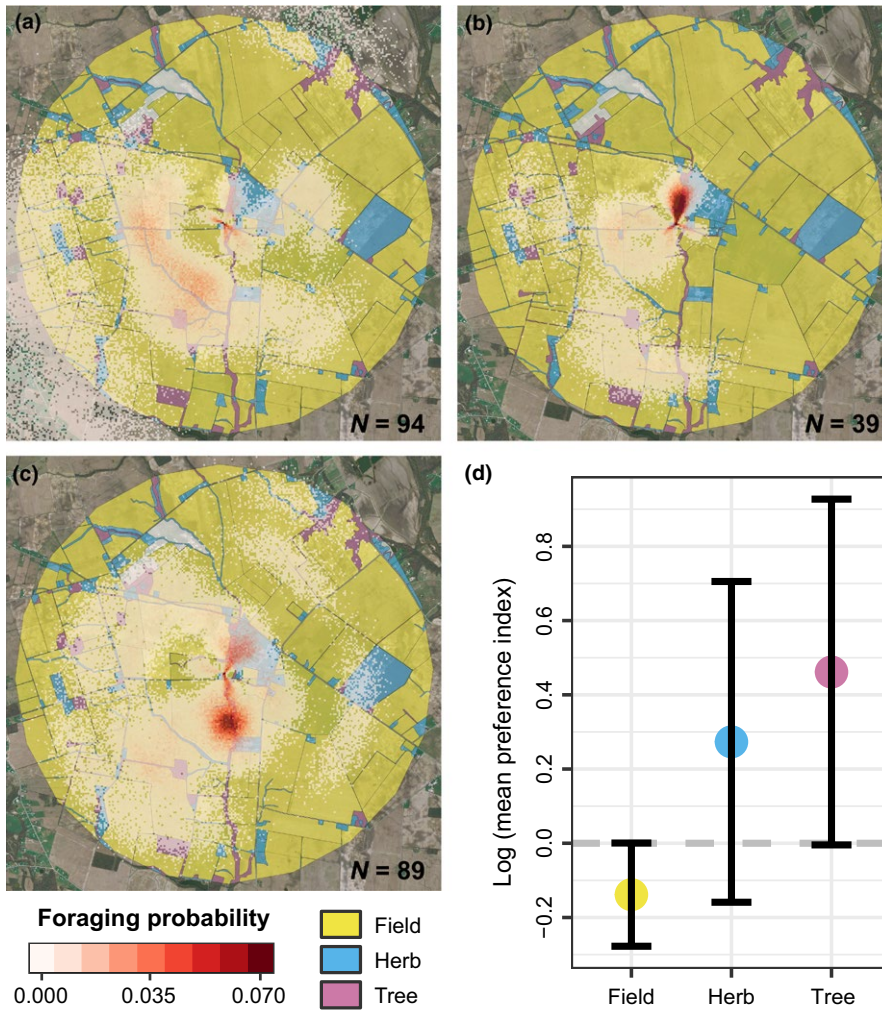 (a)
N = 94
(b)
N = 39
(c)
N = 89
Foraging probability
0.000 0.035 0.070
Field
Herb
Tree
(d)
Log (mean preference index)
0.8
0.6
0.4
0.2
0.0
−0.2
Field Herb Tree